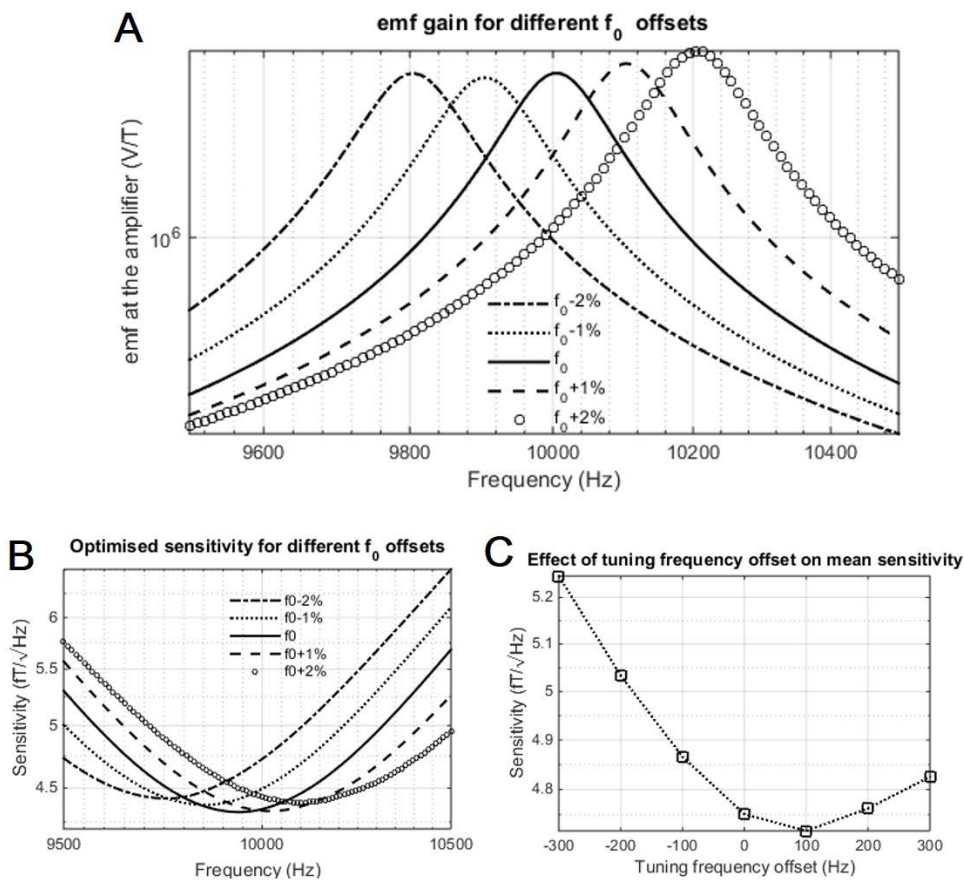 A
emf gain for different f0 offsets
emf at the amplifier (V/T)
10^6
f0-2%
f0-1%
f0
f0+1%
f0+2%
9600 9800 10000 10200 10400
Frequency (Hz)
B
Optimised sensitivity for different f0 offsets
Sensitivity (fT/√Hz)
6
5.5
5
4.5
f0-2%
f0-1%
f0
f0+1%
f0+2%
9500 10000 10500
Frequency (Hz)
C
Effect of tuning frequency offset on mean sensitivity
Sensitivity (fT/√Hz)
5.2
5.1
5
4.9
4.8
-300 -200 -100 0 100 200 300
Tuning frequency offset (Hz)